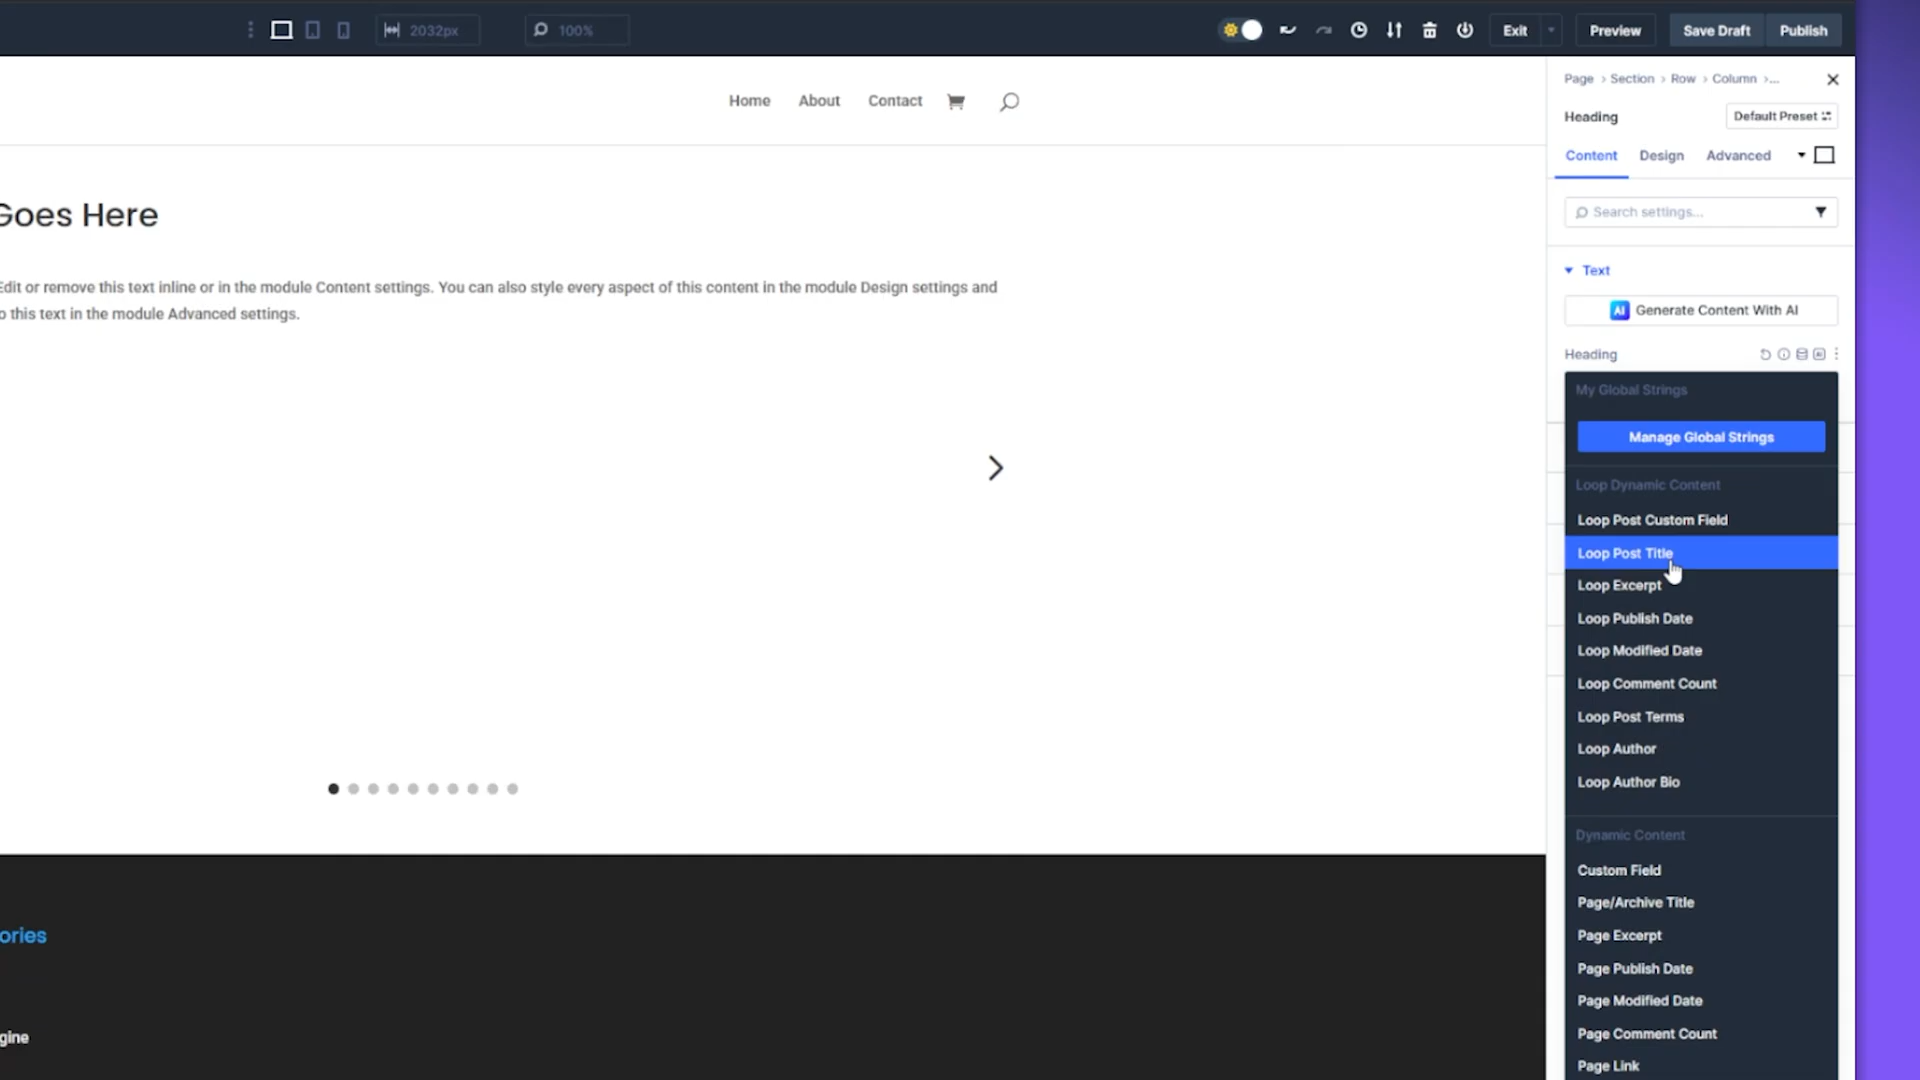 2032px
100%
Exit
Preview
Save Draft
Publish
Home
About
Contact
Goes Here
Edit or remove this text inline or in the module Content settings. You can also style every aspect of this content in the module Design settings and
o this text in the module Advanced settings.
ories
gine
Page > Section > Row > Column >...
Heading
Default Preset
Content
Design
Advanced
Search settings...
Text
AI Generate Content With AI
Heading
My Global Strings
Manage Global Strings
Loop Dynamic Content
Loop Post Custom Field
Loop Post Title
Loop Excerpt
Loop Publish Date
Loop Modified Date
Loop Comment Count
Loop Post Terms
Loop Author
Loop Author Bio
Dynamic Content
Custom Field
Page/Archive Title
Page Excerpt
Page Publish Date
Page Modified Date
Page Comment Count
Page Link